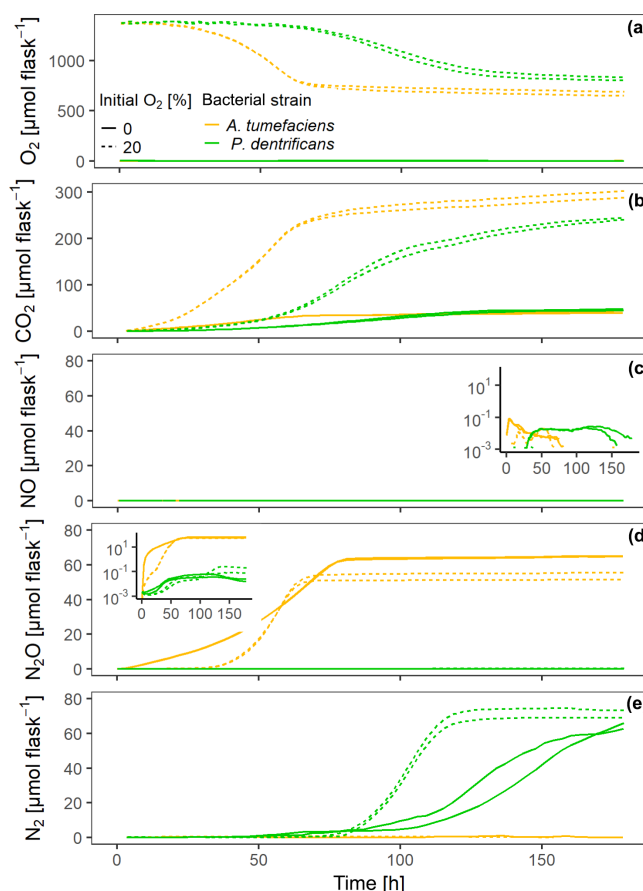 (a)
1000
500
0
O₂ [µmol flask⁻¹]
Initial O₂ [%]
0
20
Bacterial strain
A. tumefaciens
P. dentrificans
(b)
300
200
100
0
CO₂ [µmol flask⁻¹]
(c)
80
60
40
20
0
NO [µmol flask⁻¹]
10¹
10⁻¹
10⁻³
0 50 100 150
(d)
80
60
40
20
0
N₂O [µmol flask⁻¹]
10¹
10⁻¹
10⁻³
0 50 100 150
(e)
80
60
40
20
0
N₂ [µmol flask⁻¹]
0 50 100 150
Time [h]